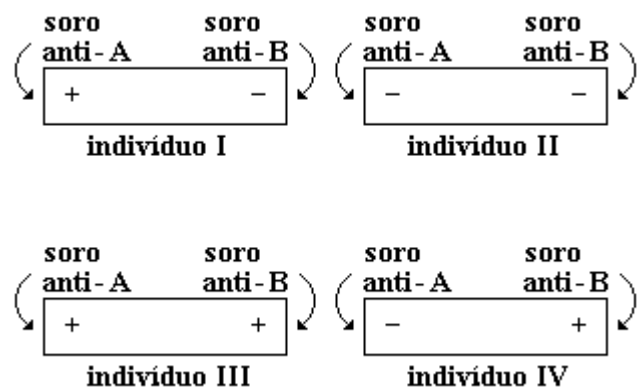 soro soro soro soro
anti-A anti-B anti-A anti-B
+ − − −
indivíduo I indivíduo II
soro soro soro soro
anti-A anti-B anti-A anti-B
+ + − +
indivíduo III indivíduo IV